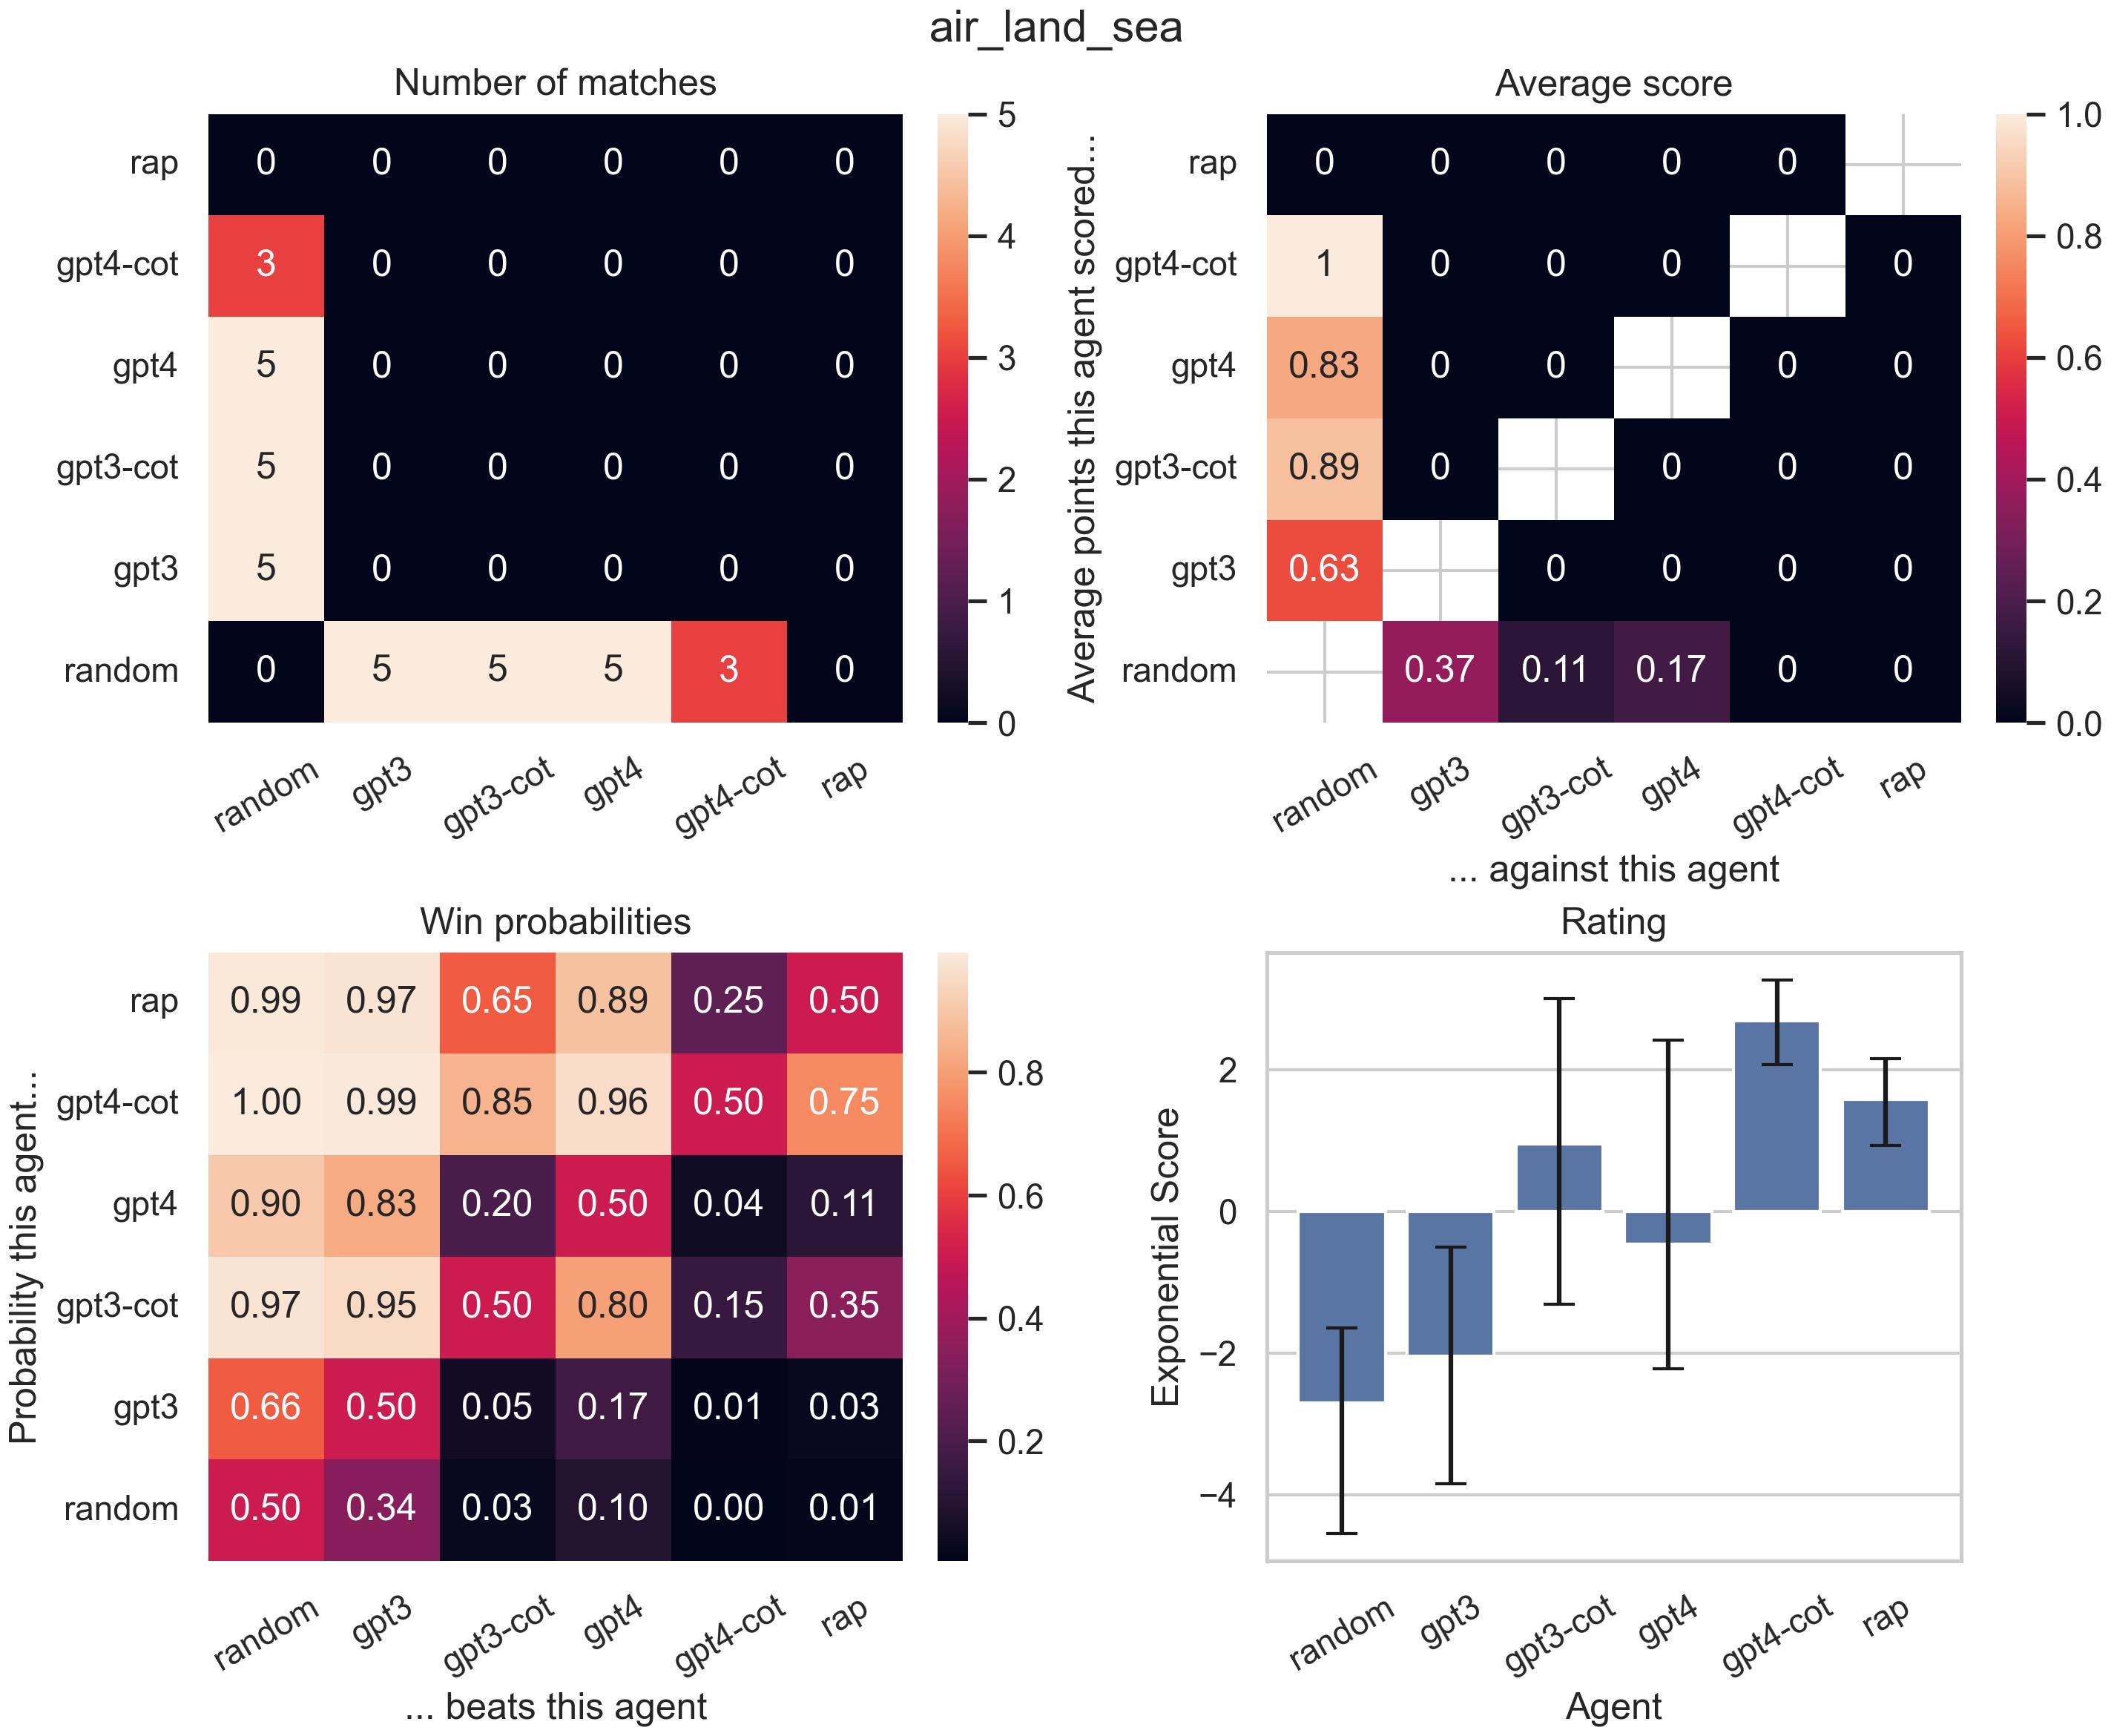 air_land_sea
Number of matches
rap 0 0 0 0 0 0
gpt4-cot 3 0 0 0 0 0
gpt4 5 0 0 0 0 0
gpt3-cot 5 0 0 0 0 0
gpt3 5 0 0 0 0 0
random 0 5 5 5 3 0
random gpt3 gpt3-cot gpt4 gpt4-cot rap
5
4
3
2
1
0
Average score
Average points this agent scored...
rap 0 0 0 0 0
gpt4-cot 1 0 0 0 0
gpt4 0.83 0 0 0 0
gpt3-cot 0.89 0 0 0 0
gpt3 0.63 0 0 0 0
random 0.37 0.11 0.17 0 0
random gpt3 gpt3-cot gpt4 gpt4-cot rap
... against this agent
1.0
0.8
0.6
0.4
0.2
0.0
Win probabilities
Probability this agent...
rap 0.99 0.97 0.65 0.89 0.25 0.50
gpt4-cot 1.00 0.99 0.85 0.96 0.50 0.75
gpt4 0.90 0.83 0.20 0.50 0.04 0.11
gpt3-cot 0.97 0.95 0.50 0.80 0.15 0.35
gpt3 0.66 0.50 0.05 0.17 0.01 0.03
random 0.50 0.34 0.03 0.10 0.00 0.01
random gpt3 gpt3-cot gpt4 gpt4-cot rap
... beats this agent
0.8
0.6
0.4
0.2
Rating
Exponential Score
2
0
−2
−4
random gpt3 gpt3-cot gpt4 gpt4-cot rap
Agent